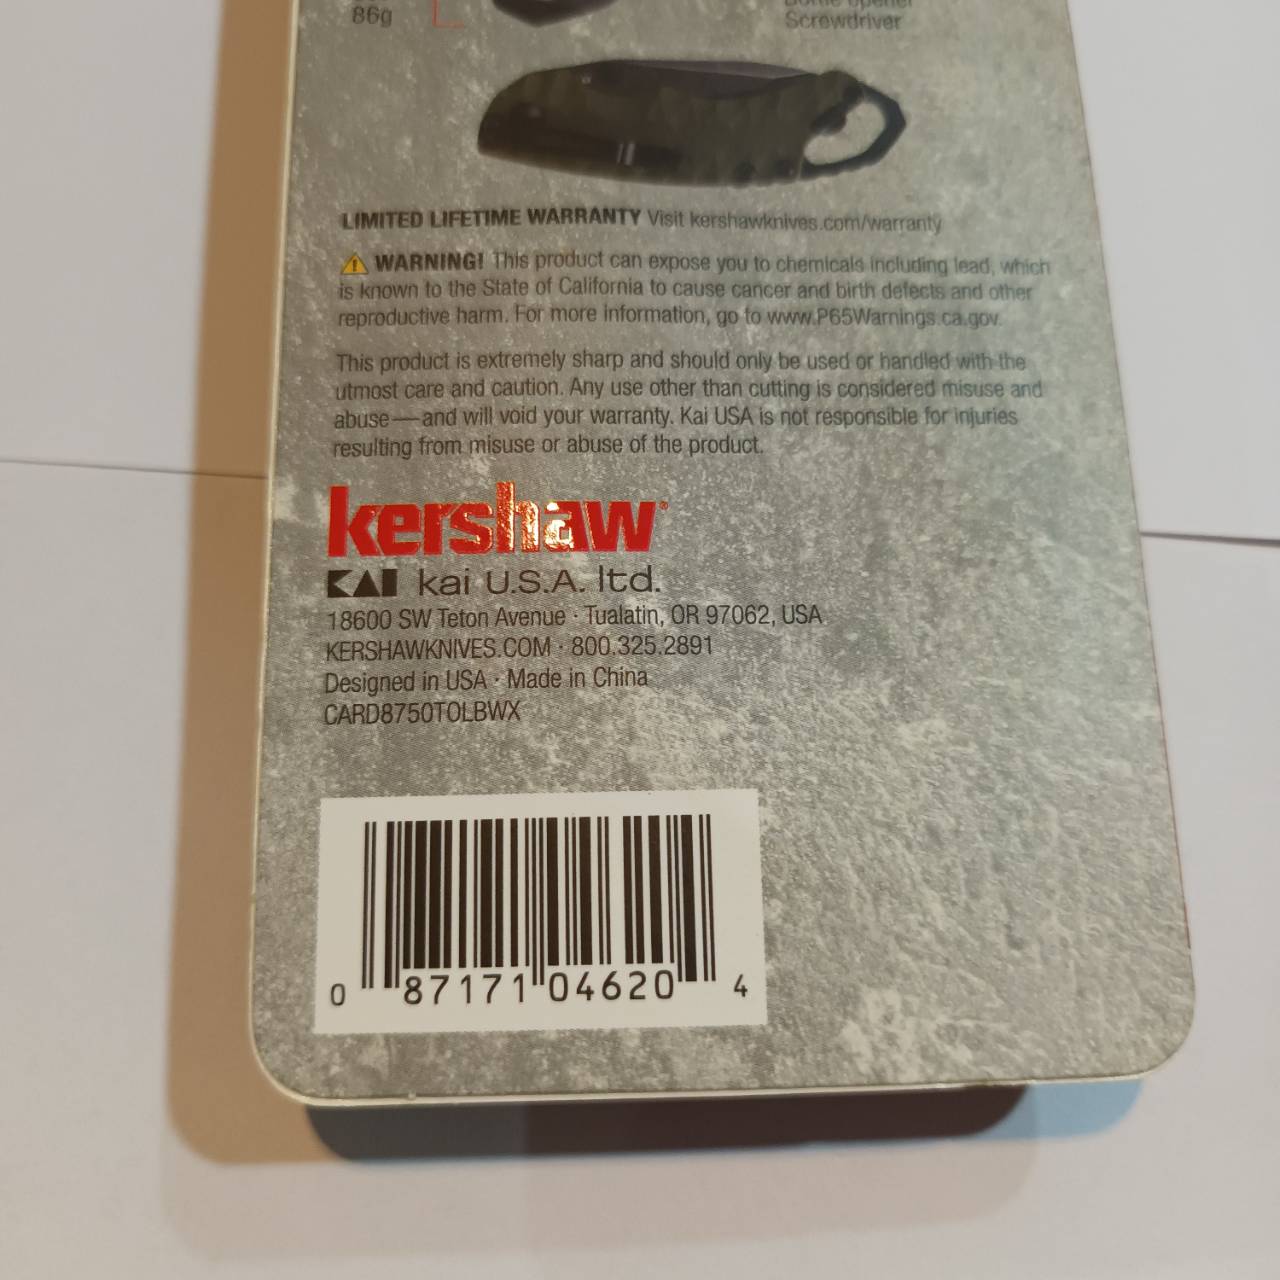 86g
Screwdriver
LIMITED LIFETIME WARRANTY Visit kershawknives.com/warranty
WARNING! This product can expose you to chemicals including lead, which
is known to the State of California to cause cancer and birth defects and other
reproductive harm. For more information, go to www.P65Warnings.ca.gov.
This product is extremely sharp and should only be used or handled with the
utmost care and caution. Any use other than cutting is considered misuse and
abuse—and will void your warranty. Kai USA is not responsible for injuries
resulting from misuse or abuse of the product.
kershaw®
KAI kai U.S.A. ltd.
18600 SW Teton Avenue · Tualatin, OR 97062, USA
KERSHAWKNIVES.COM · 800.325.2891
Designed in USA · Made in China
CARD8750TOLBWX
0 87171 04620 4